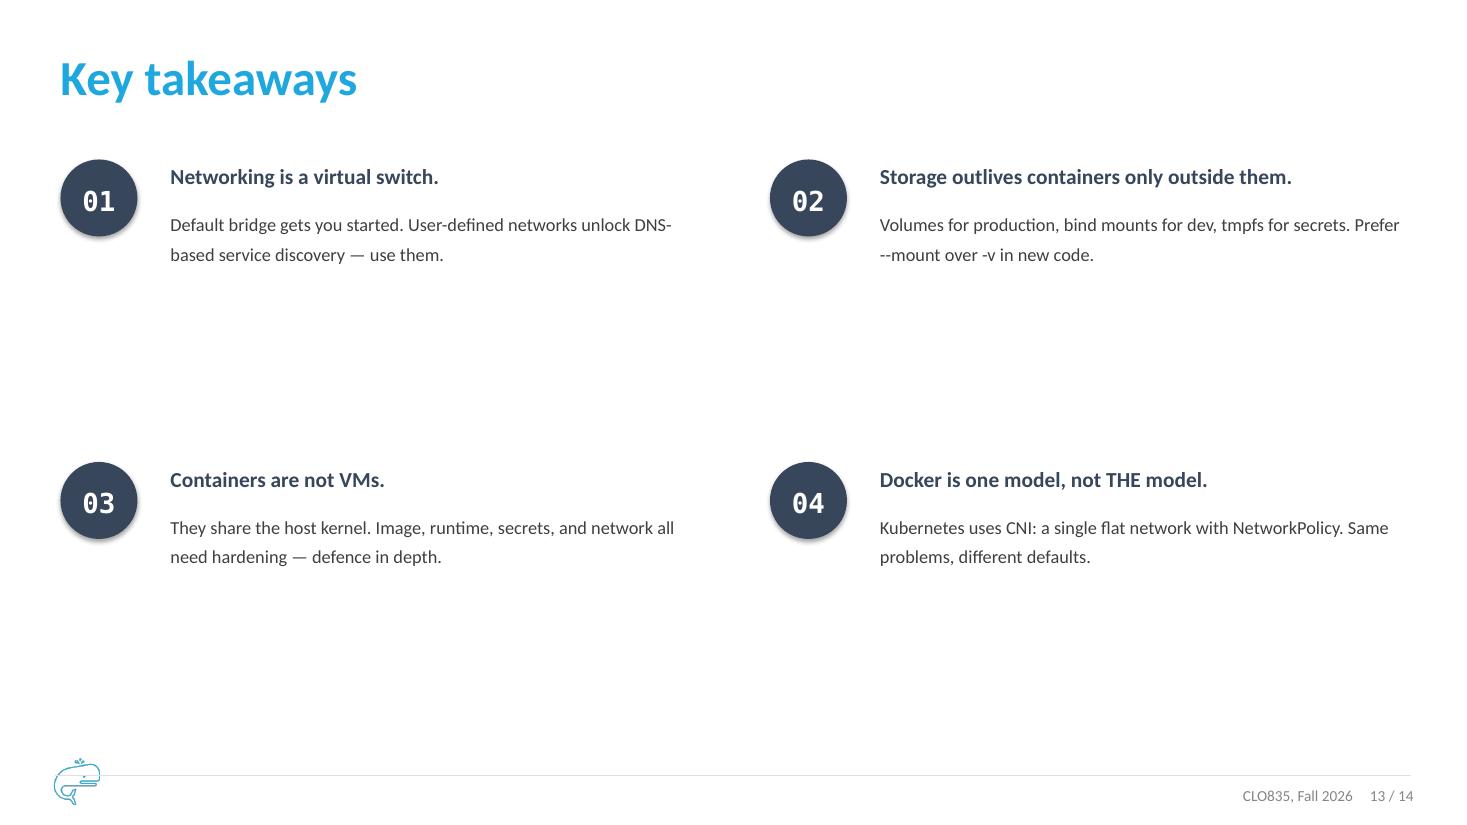 Key takeaways
01
Networking is a virtual switch.
Default bridge gets you started. User-defined networks unlock DNS-
based service discovery — use them.
02
Storage outlives containers only outside them.
Volumes for production, bind mounts for dev, tmpfs for secrets. Prefer
--mount over -v in new code.
03
Containers are not VMs.
They share the host kernel. Image, runtime, secrets, and network all
need hardening — defence in depth.
04
Docker is one model, not THE model.
Kubernetes uses CNI: a single flat network with NetworkPolicy. Same
problems, different defaults.
CLO835, Fall 2026 13 / 14